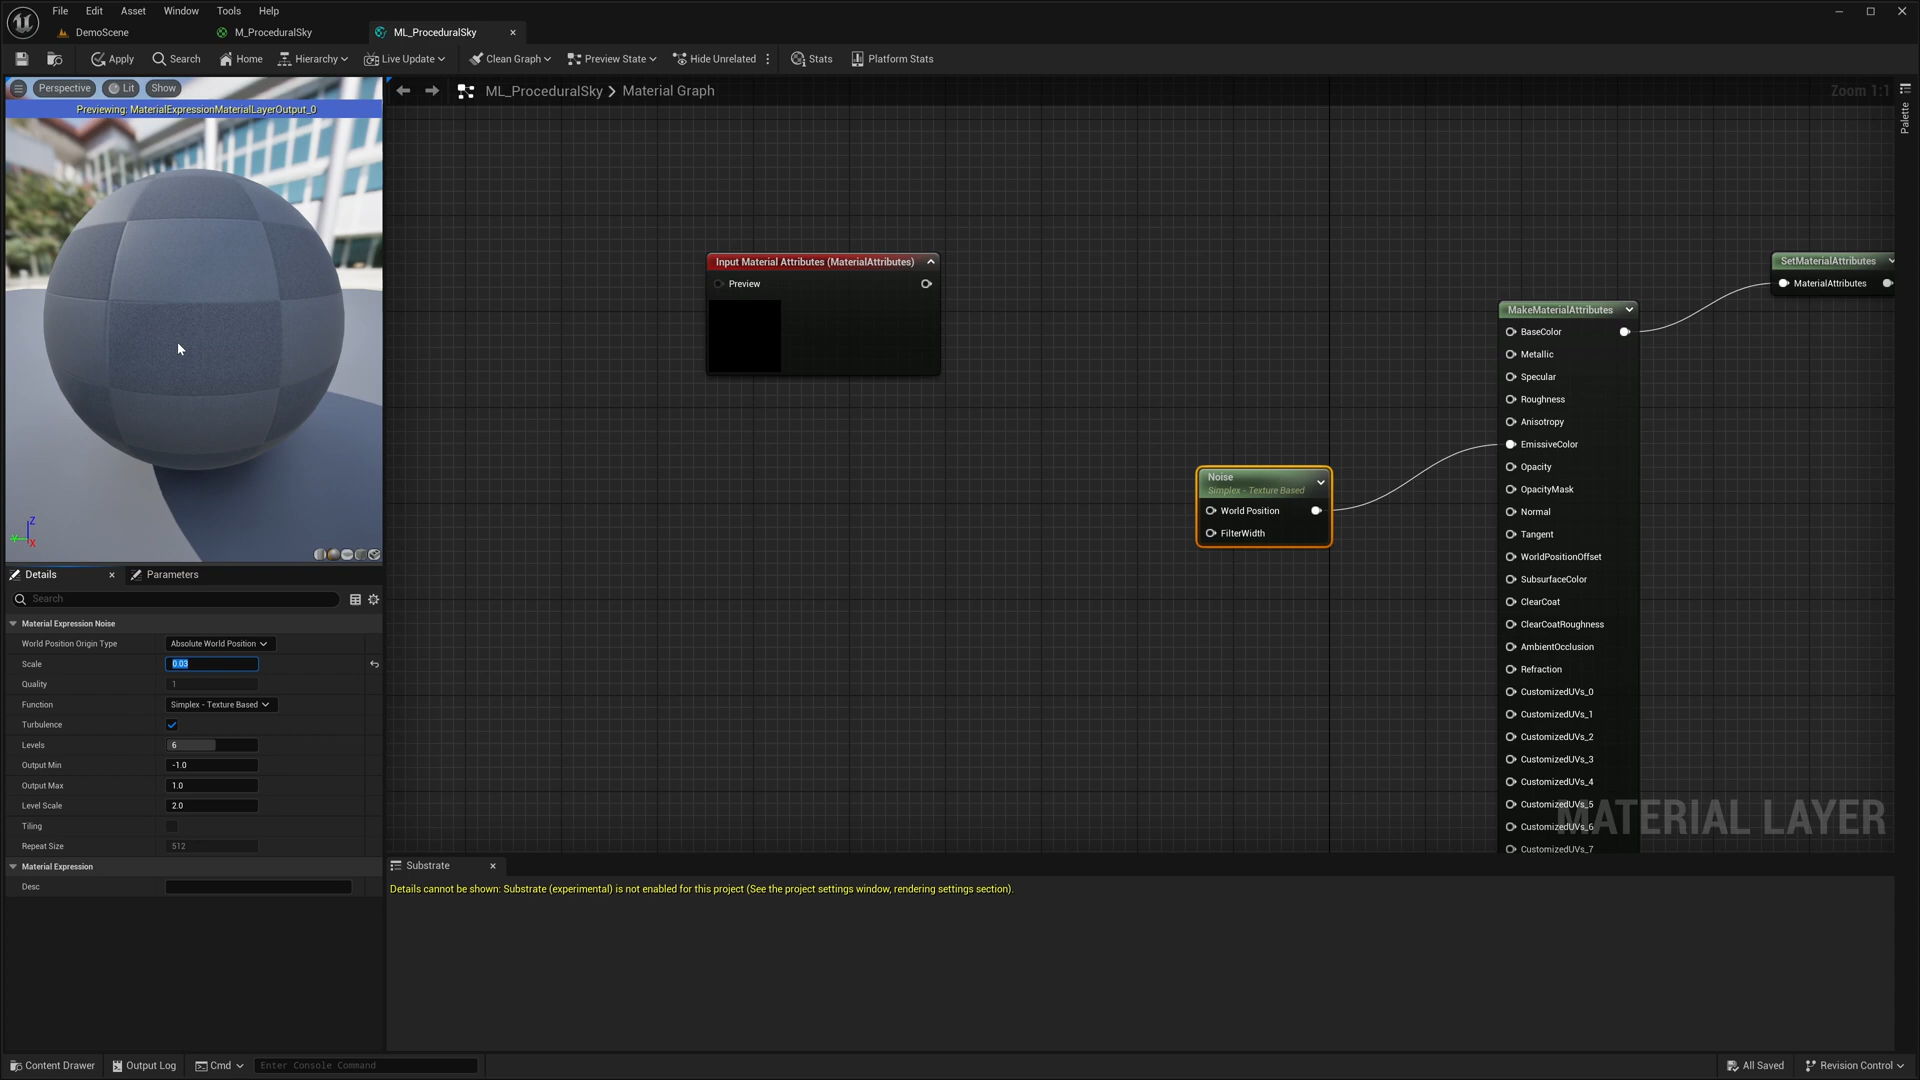 File Edit Asset Window Tools Help
DemoScene M_ProceduralSky ML_ProceduralSky
Apply Search Home Hierarchy Live Update Clean Graph Preview State Hide Unrelated Stats Platform Stats
Perspective Lit Show
Previewing: MaterialExpressionMaterialLayerOutput_0
Z
Y
X
ML_ProceduralSky > Material Graph
Zoom 1:1
Palette
Input Material Attributes (MaterialAttributes)
Preview
SetMaterialAttributes
MaterialAttributes
MakeMaterialAttributes
BaseColor
Metallic
Specular
Roughness
Anisotropy
EmissiveColor
Opacity
OpacityMask
Normal
Tangent
WorldPositionOffset
SubsurfaceColor
ClearCoat
ClearCoatRoughness
AmbientOcclusion
Refraction
CustomizedUVs_0
CustomizedUVs_1
CustomizedUVs_2
CustomizedUVs_3
CustomizedUVs_4
CustomizedUVs_5
CustomizedUVs_6
CustomizedUVs_7
Noise
Simplex - Texture Based
World Position
FilterWidth
MATERIAL LAYER
Details Parameters
Search
Material Expression Noise
World Position Origin Type Absolute World Position
Scale 0.03
Quality 1
Function Simplex - Texture Based
Turbulence
Levels 6
Output Min -1.0
Output Max 1.0
Level Scale 2.0
Tiling
Repeat Size 512
Material Expression
Desc
Substrate
Details cannot be shown: Substrate (experimental) is not enabled for this project (See the project settings window, rendering settings section).
Content Drawer Output Log Cmd Enter Console Command All Saved Revision Control